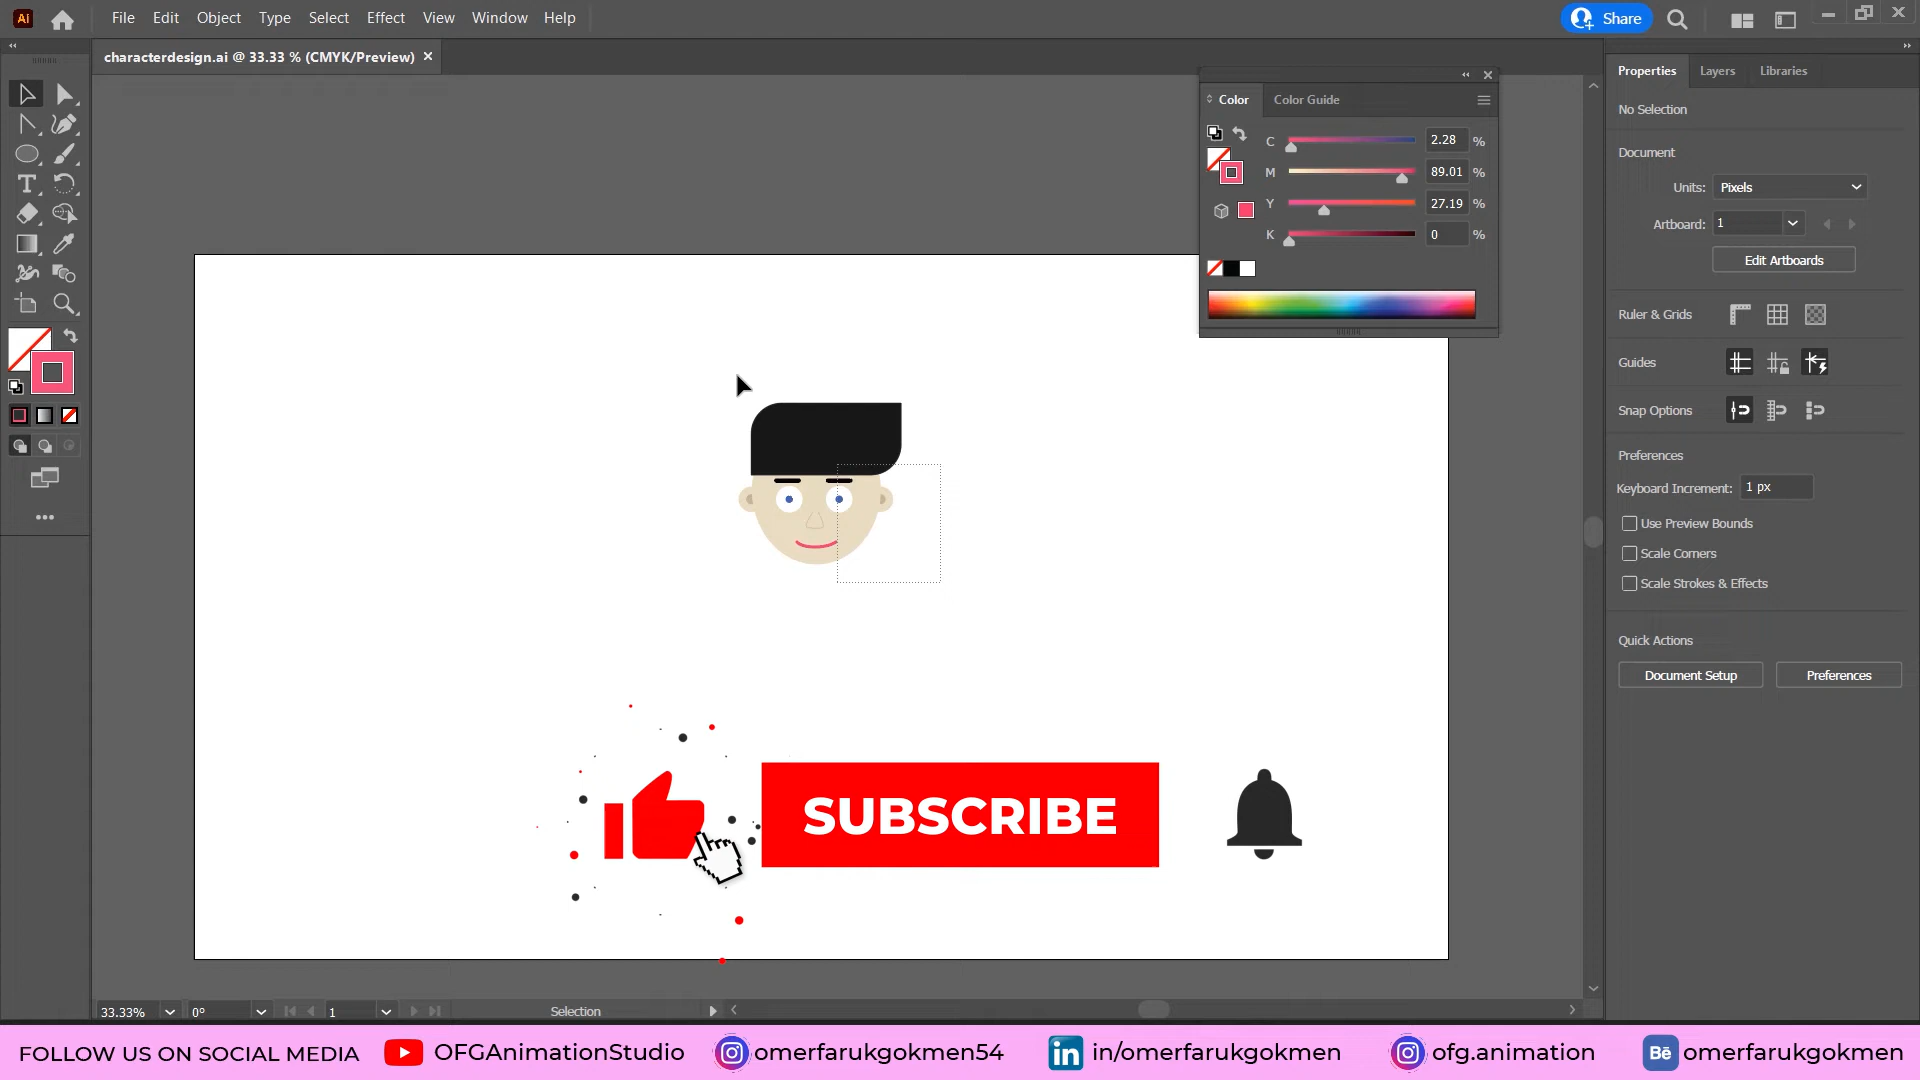 Ai File Edit Object Type Select Effect View Window Help Share
characterdesign.ai @ 33.33 % (CMYK/Preview) ×
Color Color Guide
C 2.28 %
M 89.01 %
Y 27.19 %
K 0 %
Properties Layers Libraries
No Selection
Document
Units: Pixels
Artboard: 1
Edit Artboards
Ruler & Grids
Guides
Snap Options
Preferences
Keyboard Increment: 1 px
Use Preview Bounds
Scale Corners
Scale Strokes & Effects
Quick Actions
Document Setup Preferences
SUBSCRIBE
33.33% 0° 1 Selection
FOLLOW US ON SOCIAL MEDIA OFGAnimationStudio omerfarukgokmen54 in in/omerfarukgokmen ofg.animation Bē omerfarukgokmen